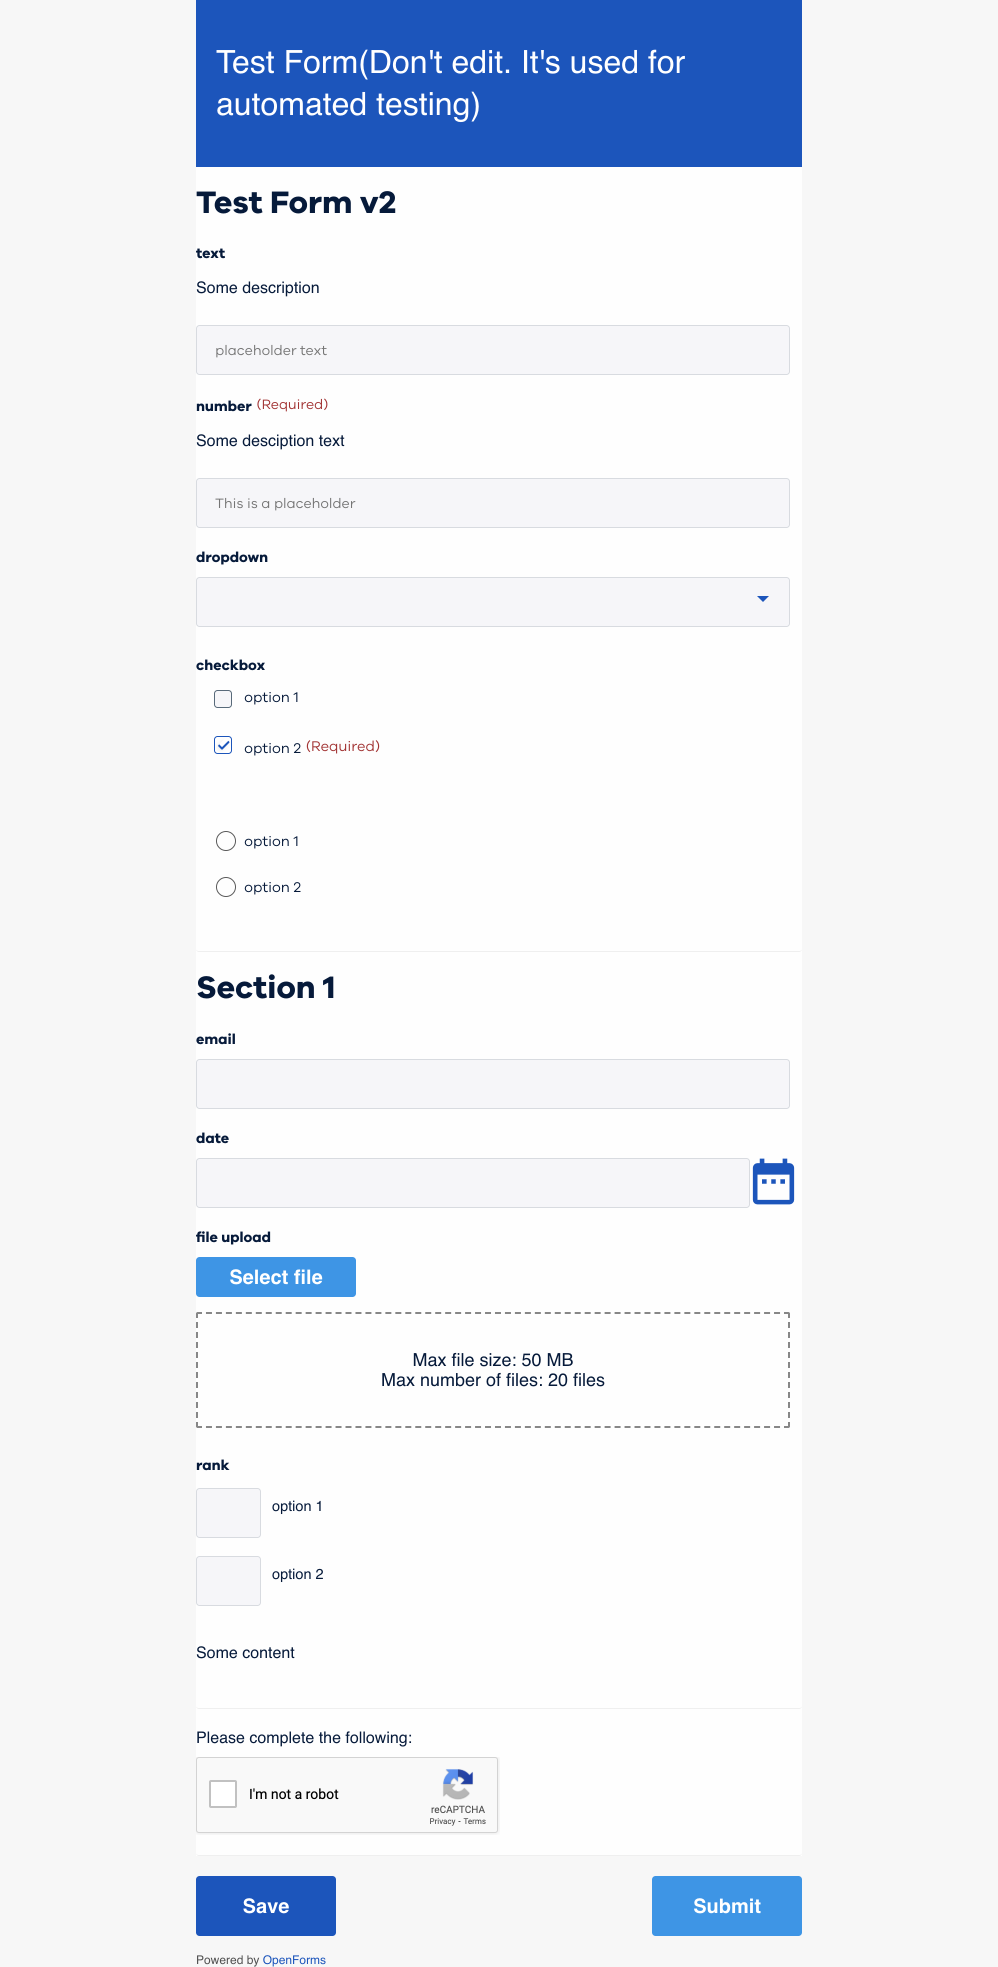 Test Form(Don't edit. It's used for
automated testing)
Test Form v2
text
Some description
placeholder text
number (Required)
Some desciption text
This is a placeholder
dropdown
checkbox
option 1
option 2 (Required)
option 1
option 2
Section 1
email
date
file upload
Select file
Max file size: 50 MB
Max number of files: 20 files
rank
option 1
option 2
Some content
Please complete the following:
I'm not a robot
reCAPTCHA
Privacy - Terms
Save
Submit
Powered by OpenForms